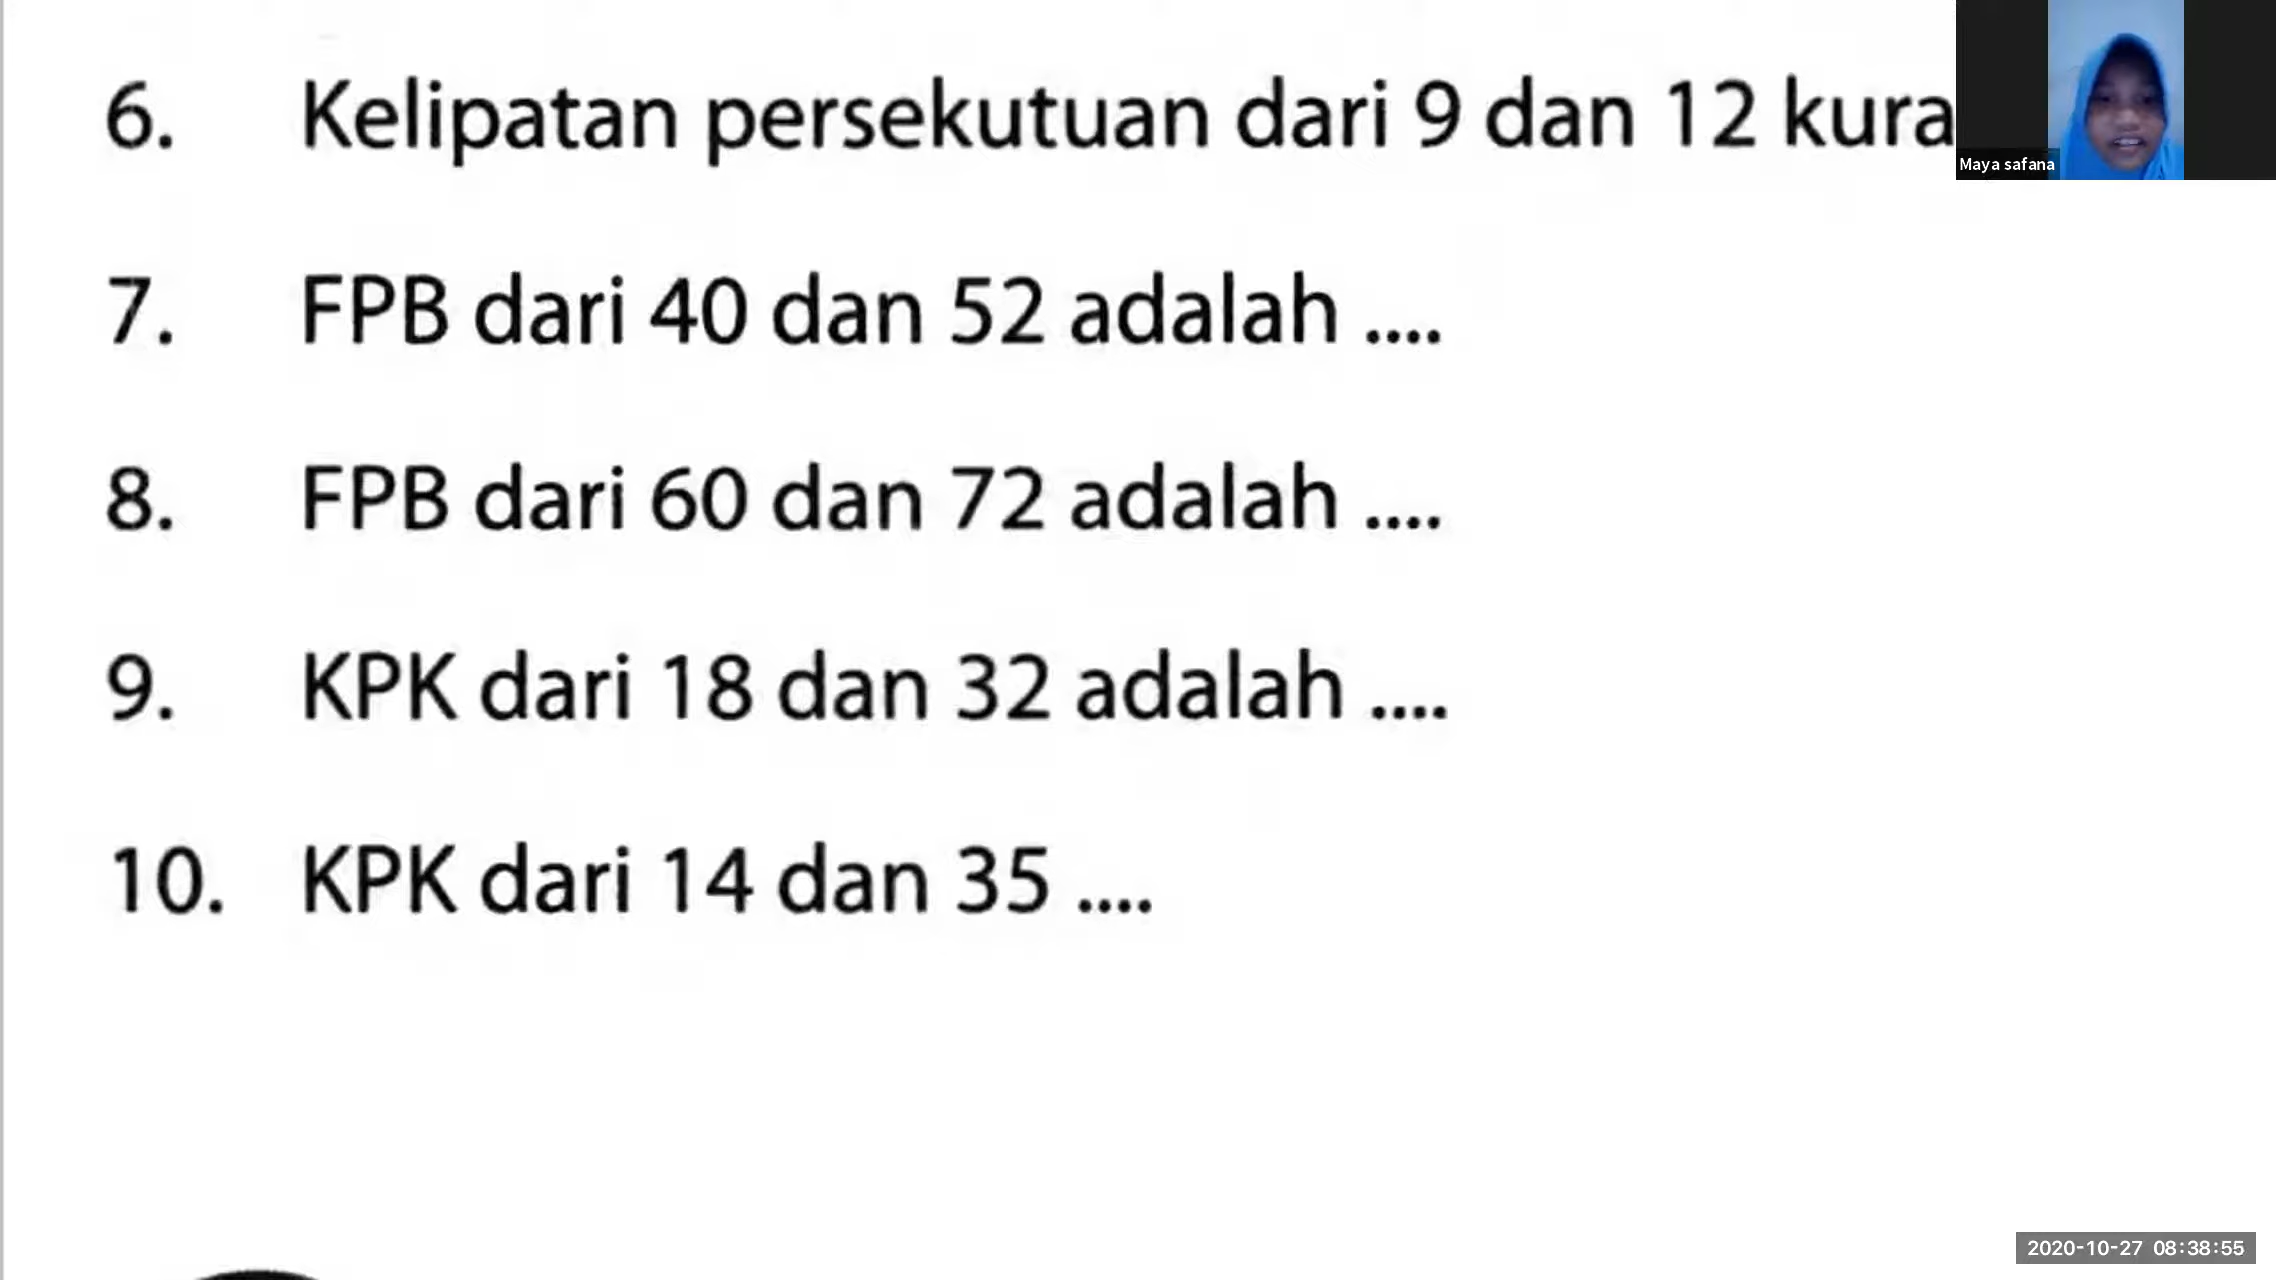 6. Kelipatan persekutuan dari 9 dan 12 kura
Maya safana
7. FPB dari 40 dan 52 adalah ....
8. FPB dari 60 dan 72 adalah ....
9. KPK dari 18 dan 32 adalah ....
10. KPK dari 14 dan 35 ....
2020-10-27 08:38:55